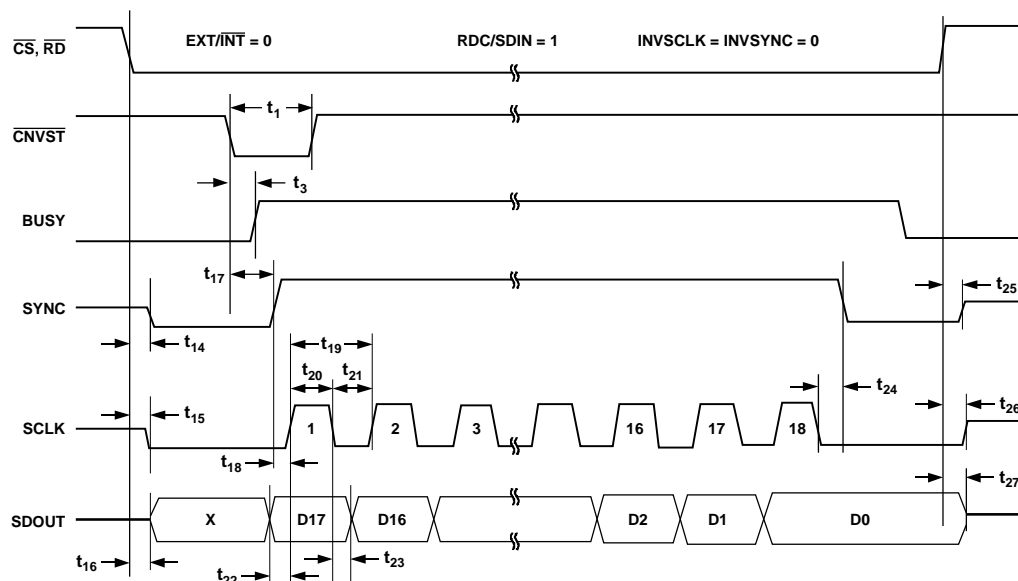 EXT/INT = 0 RDC/SDIN = 1 INVSCLK = INVSYNC = 0
CS, RD
t1
CNVST
t3
BUSY
t17
SYNC
t25
t14
t19
t20 t21
t24
t15
t26
SCLK
1 2 3 16 17 18
t18
t27
SDOUT
X D17 D16 D2 D1 D0
t16
t22
t23